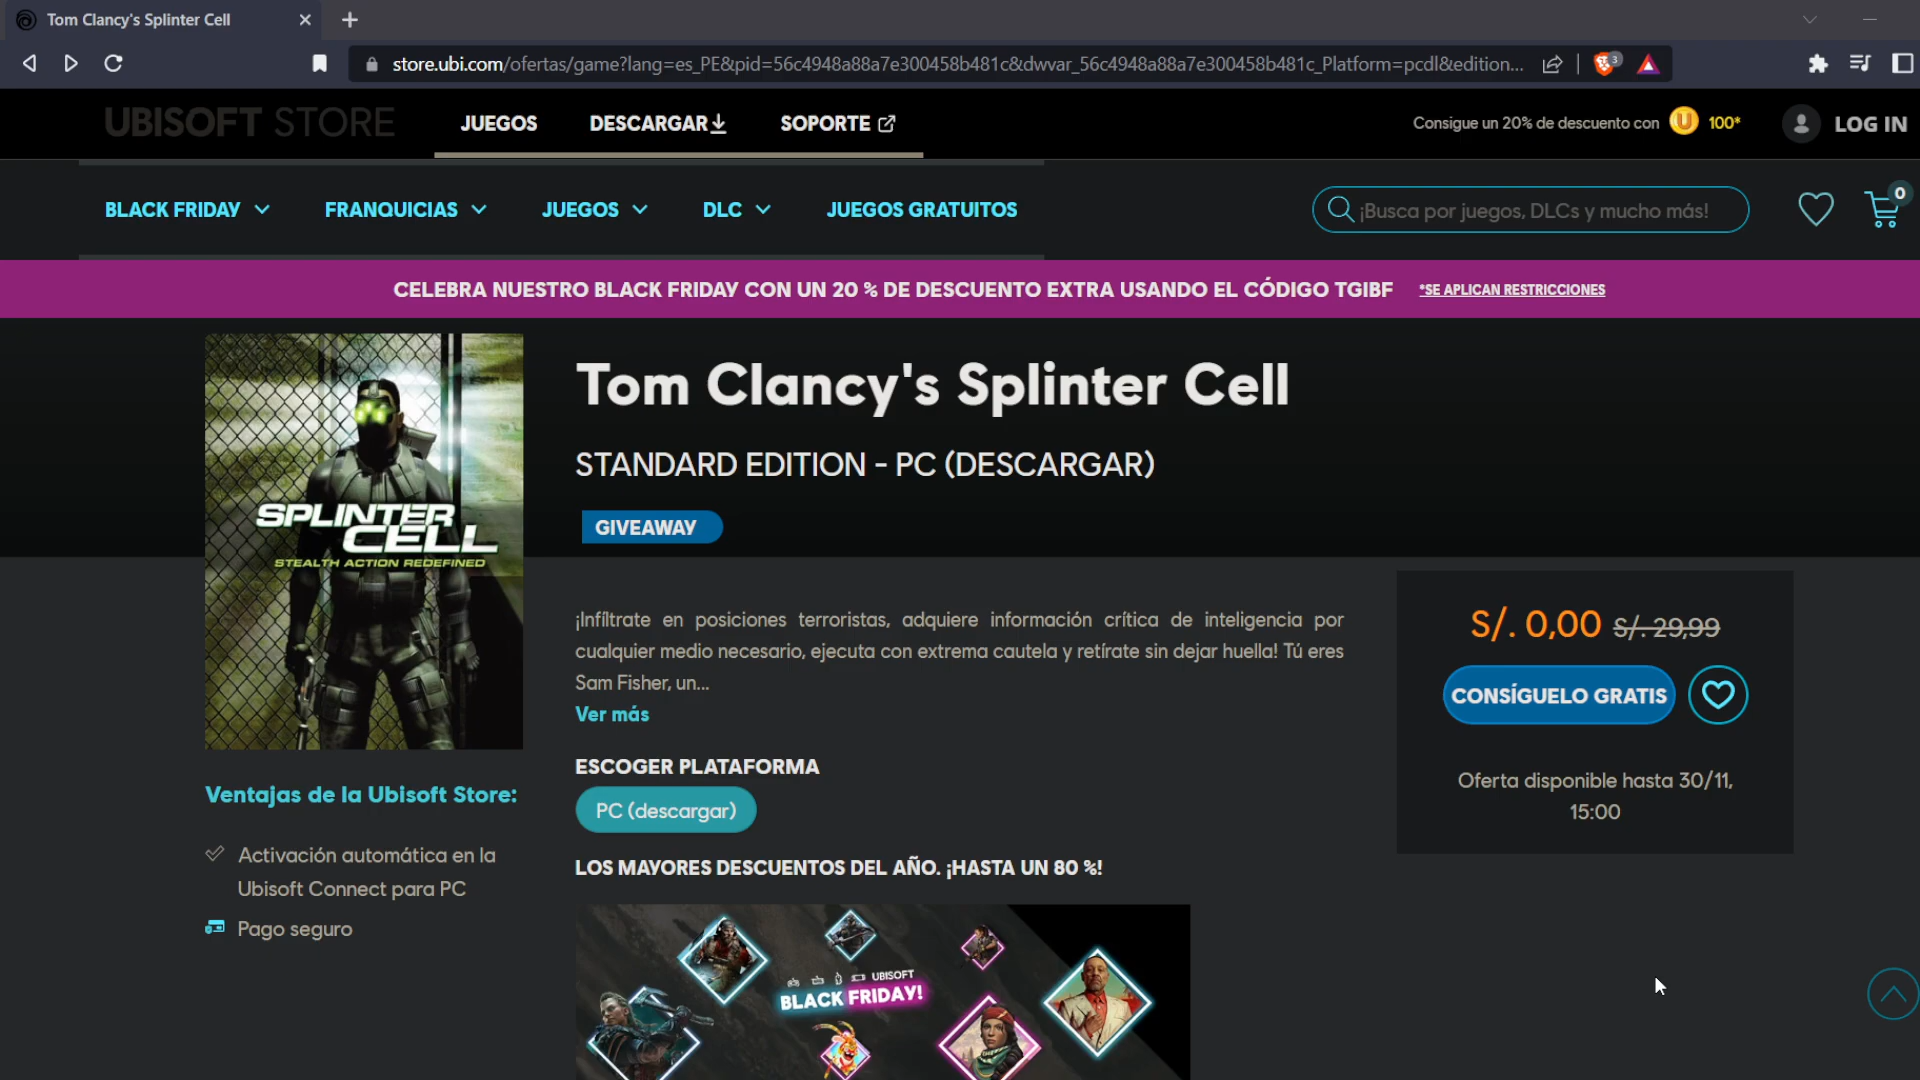 Tom Clancy's Splinter Cell
store.ubi.com/ofertas/game?lang=es_PE&pid=56c4948a88a7e300458b481c&dwvar_56c4948a88a7e300458b481c_Platform=pcdl&edition...
3
UBISOFT STORE
JUEGOS
DESCARGAR
SOPORTE
Consigue un 20% de descuento con
100*
LOG IN
BLACK FRIDAY
FRANQUICIAS
JUEGOS
DLC
JUEGOS GRATUITOS
¡Busca por juegos, DLCs y mucho más!
0
CELEBRA NUESTRO BLACK FRIDAY CON UN 20 % DE DESCUENTO EXTRA USANDO EL CÓDIGO TGIBF
*SE APLICAN RESTRICCIONES
SPLINTER
CELL
STEALTH ACTION REDEFINED
Tom Clancy's Splinter Cell
STANDARD EDITION - PC (DESCARGAR)
GIVEAWAY
¡Infíltrate en posiciones terroristas, adquiere información crítica de inteligencia por
cualquier medio necesario, ejecuta con extrema cautela y retírate sin dejar huella! Tú eres
Sam Fisher, un...
Ver más
S/. 0,00 S/. 29,99
CONSÍGUELO GRATIS
Oferta disponible hasta 30/11,
15:00
ESCOGER PLATAFORMA
PC (descargar)
Ventajas de la Ubisoft Store:
Activación automática en la
Ubisoft Connect para PC
Pago seguro
LOS MAYORES DESCUENTOS DEL AÑO. ¡HASTA UN 80 %!
UBISOFT
BLACK FRIDAY!